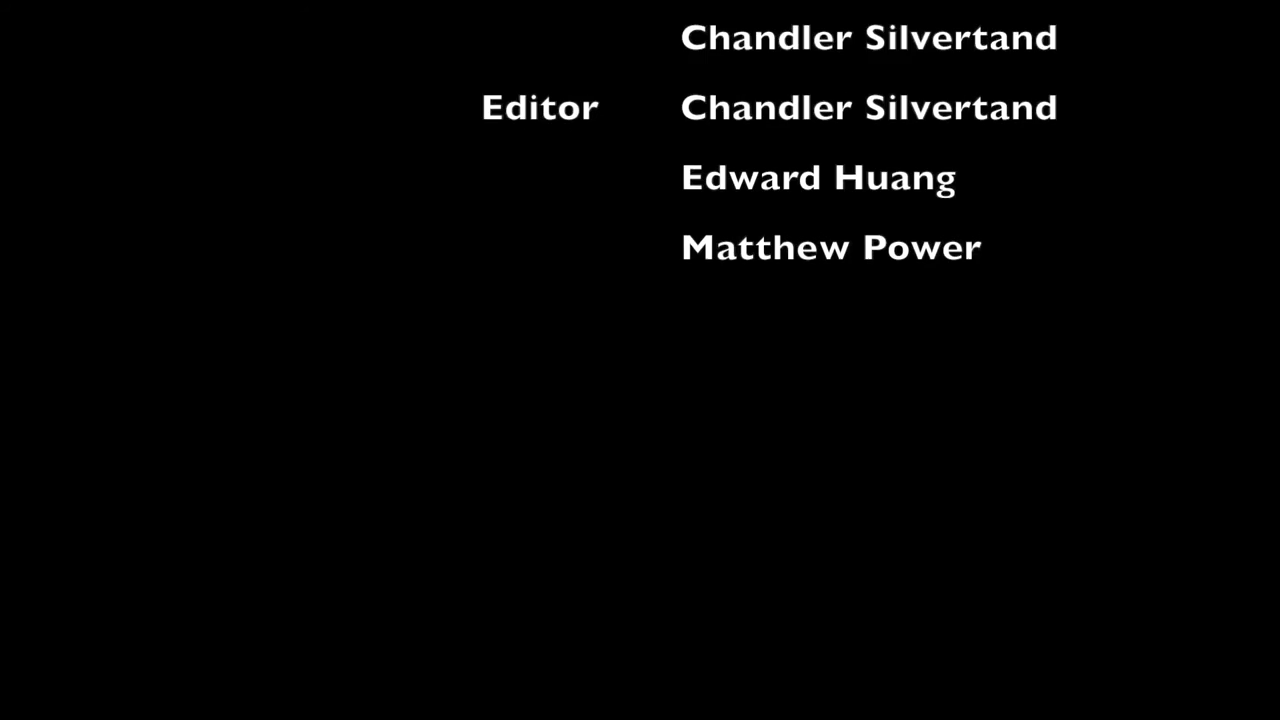 Chandler Silvertand
Editor Chandler Silvertand
Edward Huang
Matthew Power